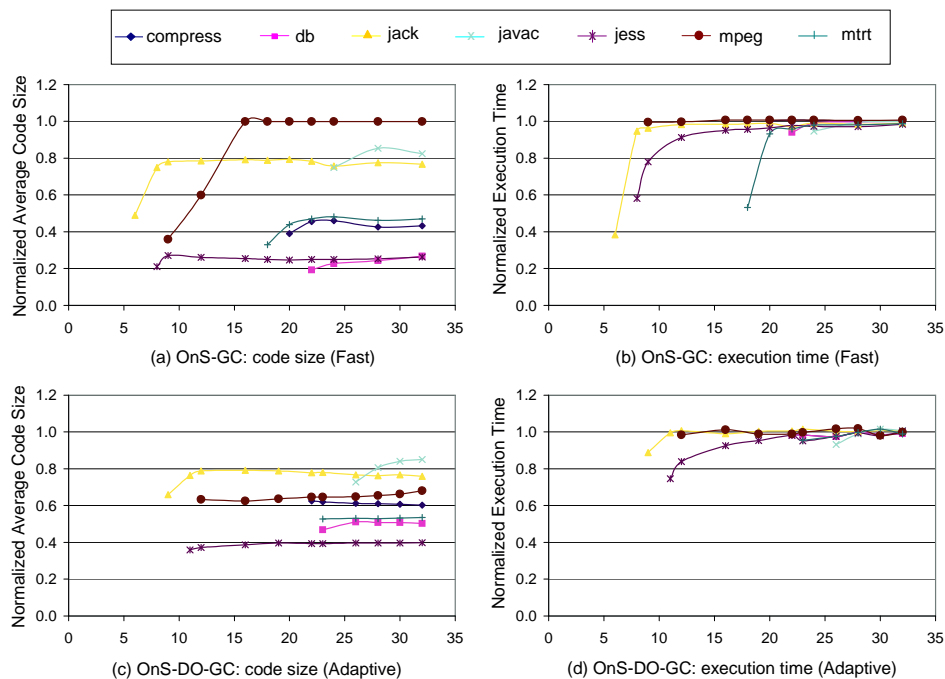 compress db jack javac jess mpeg mtrt
Normalized Average Code Size
1.2
1.0
0.8
0.6
0.4
0.2
0.0
0 5 10 15 20 25 30 35
(a) OnS-GC: code size (Fast)
Normalized Execution Time
1.2
1.0
0.8
0.6
0.4
0.2
0.0
0 5 10 15 20 25 30 35
(b) OnS-GC: execution time (Fast)
Normalized Average Code Size
1.2
1.0
0.8
0.6
0.4
0.2
0.0
0 5 10 15 20 25 30 35
(c) OnS-DO-GC: code size (Adaptive)
Normalized Execution Time
1.2
1.0
0.8
0.6
0.4
0.2
0.0
0 5 10 15 20 25 30 35
(d) OnS-DO-GC: execution time (Adaptive)